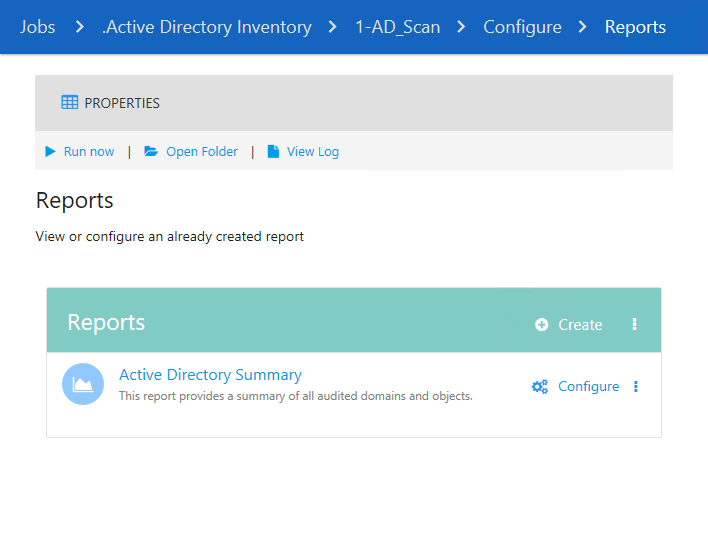 Jobs > .Active Directory Inventory > 1-AD_Scan > Configure > Reports
PROPERTIES
Run now | Open Folder | View Log
Reports
View or configure an already created report
Reports Create
Active Directory Summary Configure
This report provides a summary of all audited domains and objects.